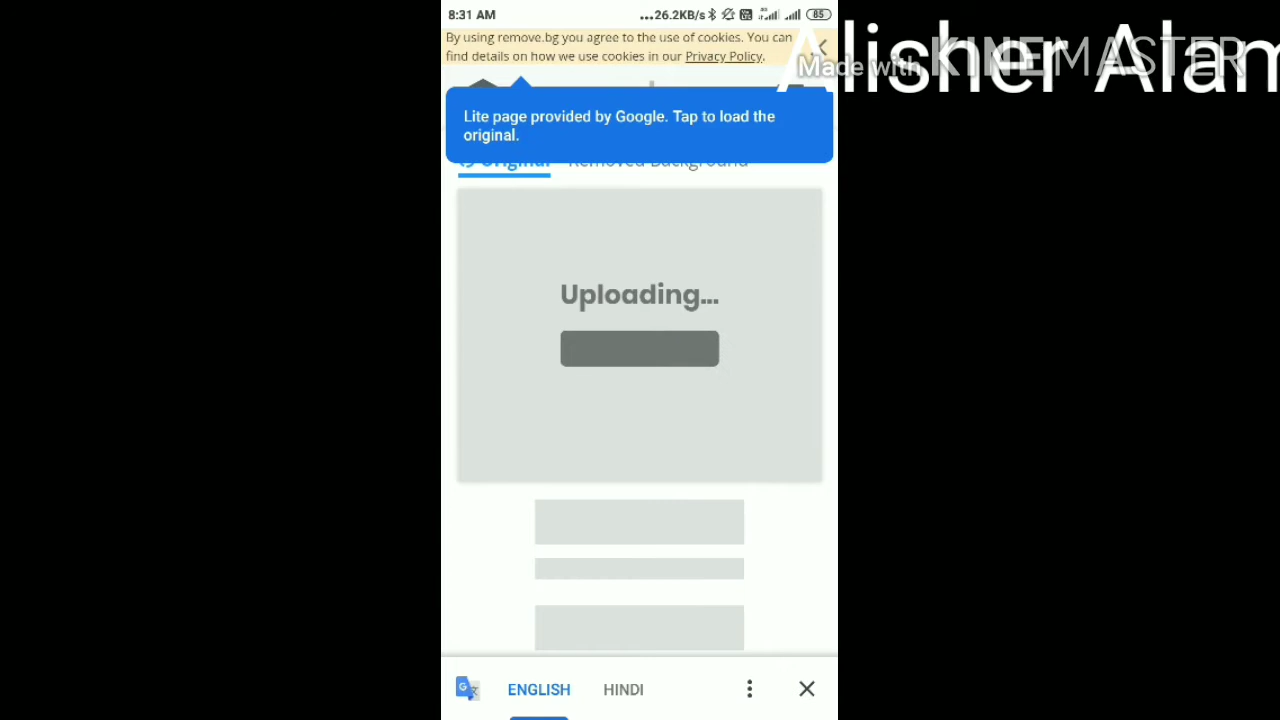 8:31 AM
...26.2KB/s
85
By using remove.bg you agree to the use of cookies. You can
find details on how we use cookies in our Privacy Policy.
Alisher Alam
Made with KINEMASTER
Lite page provided by Google. Tap to load the
original.
Original Removed Background
Uploading...
ENGLISH HINDI